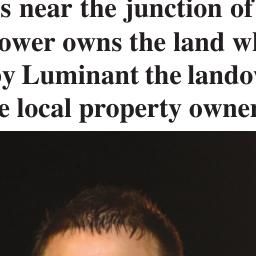 s near the junction of
ower owns the land wh
by Luminant the landow
e local property owner